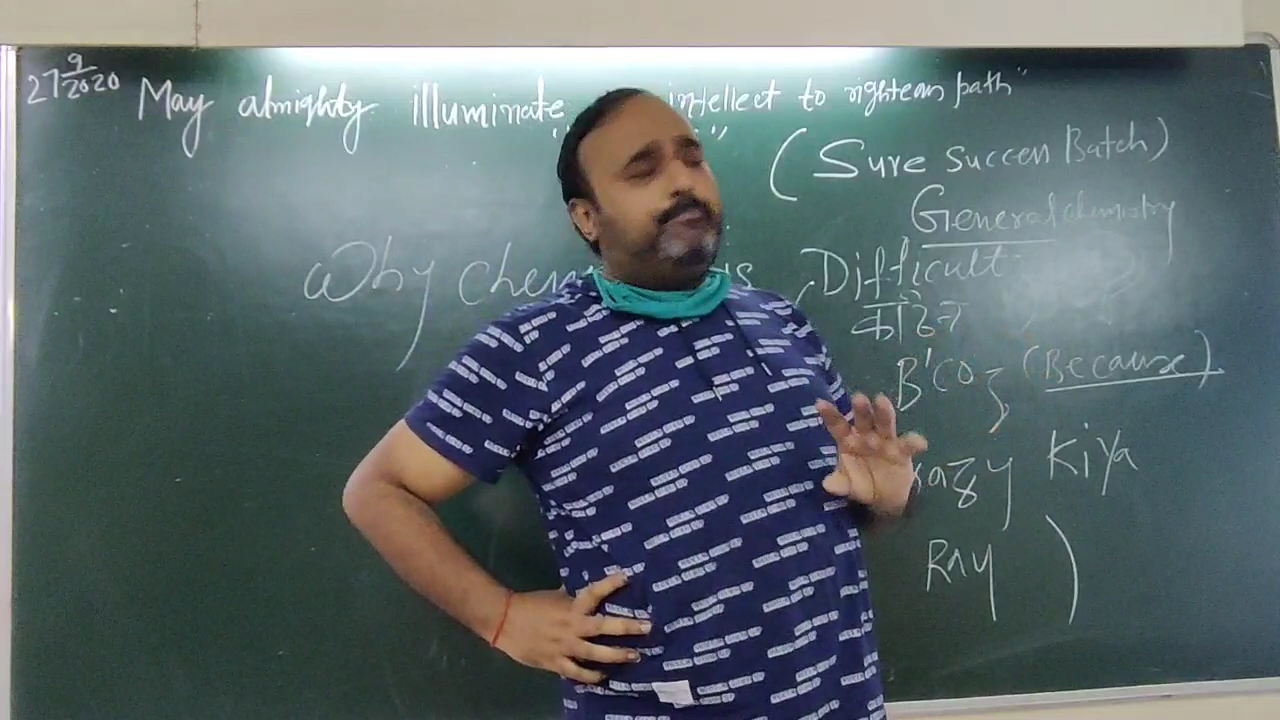 27 9/2020 May almighty illuminate intellect to righteous path"
(Sure Success Batch)
General chemistry
Why chem is Difficult
कठिन
B'coz (Because)
Kiya
Ray )